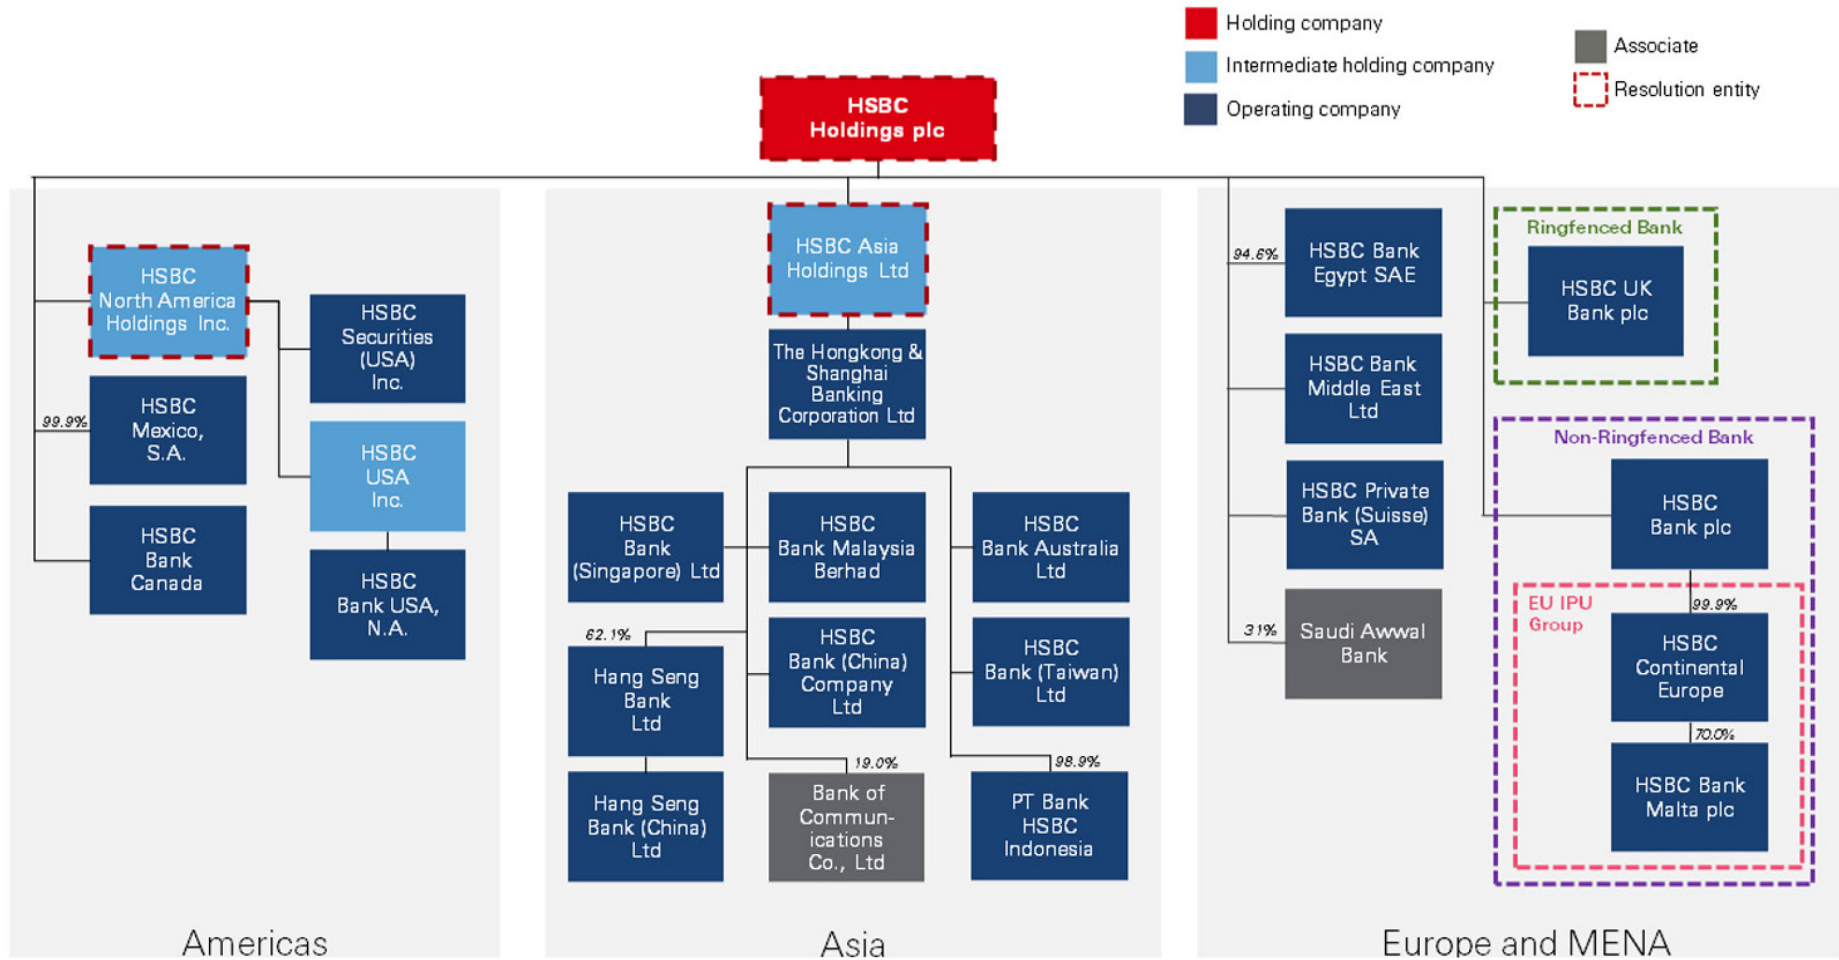 Holding company
Intermediate holding company
Operating company
Associate
Resolution entity
HSBC
Holdings plc
HSBC
North America
Holdings Inc.
HSBC
Securities
(USA)
Inc.
99.9%
HSBC
Mexico,
S.A.
HSBC
USA
Inc.
HSBC
Bank
Canada
HSBC
Bank USA,
N.A.
Americas
HSBC Asia
Holdings Ltd
The Hongkong &
Shanghai
Banking
Corporation Ltd
HSBC
Bank
(Singapore) Ltd
HSBC
Bank Malaysia
Berhad
HSBC
Bank Australia
Ltd
62.1%
Hang Seng
Bank
Ltd
HSBC
Bank (China)
Company
Ltd
HSBC
Bank (Taiwan)
Ltd
Hang Seng
Bank (China)
Ltd
19.0%
Bank of
Commun-
ications
Co., Ltd
98.9%
PT Bank
HSBC
Indonesia
Asia
94.6%
HSBC Bank
Egypt SAE
HSBC Bank
Middle East
Ltd
HSBC Private
Bank (Suisse)
SA
31%
Saudi Awwal
Bank
Ringfenced Bank
HSBC UK
Bank plc
Non-Ringfenced Bank
HSBC
Bank plc
EU IPU
Group
99.9%
HSBC
Continental
Europe
70.0%
HSBC Bank
Malta plc
Europe and MENA